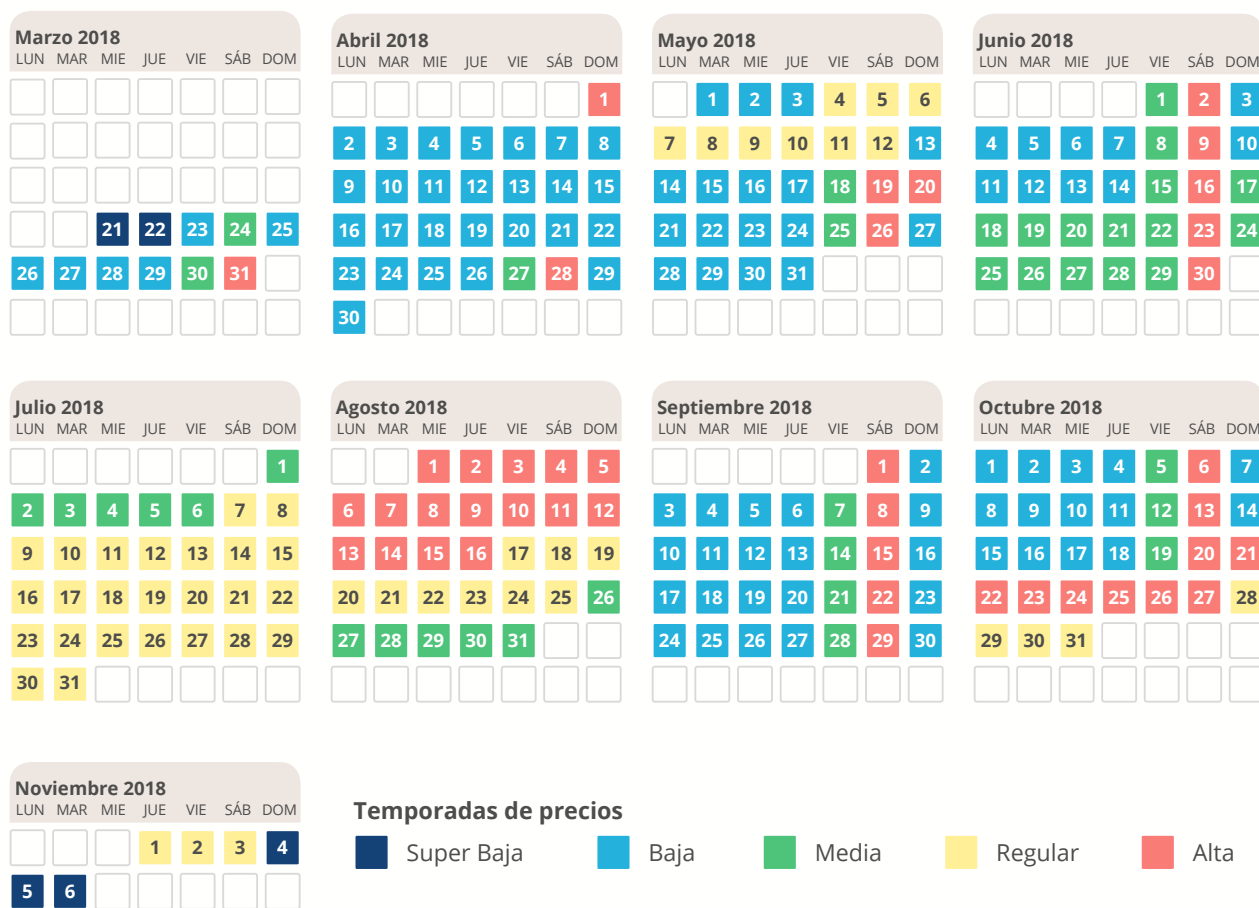 Marzo 2018
LUN MAR MIE JUE VIE SÁB DOM
21 22 23 24 25
26 27 28 29 30 31
Abril 2018
LUN MAR MIE JUE VIE SÁB DOM
1
2 3 4 5 6 7 8
9 10 11 12 13 14 15
16 17 18 19 20 21 22
23 24 25 26 27 28 29
30
Mayo 2018
LUN MAR MIE JUE VIE SÁB DOM
1 2 3 4 5 6
7 8 9 10 11 12 13
14 15 16 17 18 19 20
21 22 23 24 25 26 27
28 29 30 31
Junio 2018
LUN MAR MIE JUE VIE SÁB DOM
1 2 3
4 5 6 7 8 9 10
11 12 13 14 15 16 17
18 19 20 21 22 23 24
25 26 27 28 29 30
Julio 2018
LUN MAR MIE JUE VIE SÁB DOM
1
2 3 4 5 6 7 8
9 10 11 12 13 14 15
16 17 18 19 20 21 22
23 24 25 26 27 28 29
30 31
Agosto 2018
LUN MAR MIE JUE VIE SÁB DOM
1 2 3 4 5
6 7 8 9 10 11 12
13 14 15 16 17 18 19
20 21 22 23 24 25 26
27 28 29 30 31
Septiembre 2018
LUN MAR MIE JUE VIE SÁB DOM
1 2
3 4 5 6 7 8 9
10 11 12 13 14 15 16
17 18 19 20 21 22 23
24 25 26 27 28 29 30
Octubre 2018
LUN MAR MIE JUE VIE SÁB DOM
1 2 3 4 5 6 7
8 9 10 11 12 13 14
15 16 17 18 19 20 21
22 23 24 25 26 27 28
29 30 31
Noviembre 2018
LUN MAR MIE JUE VIE SÁB DOM
1 2 3 4
5 6
Temporadas de precios
Super Baja Baja Media Regular Alta